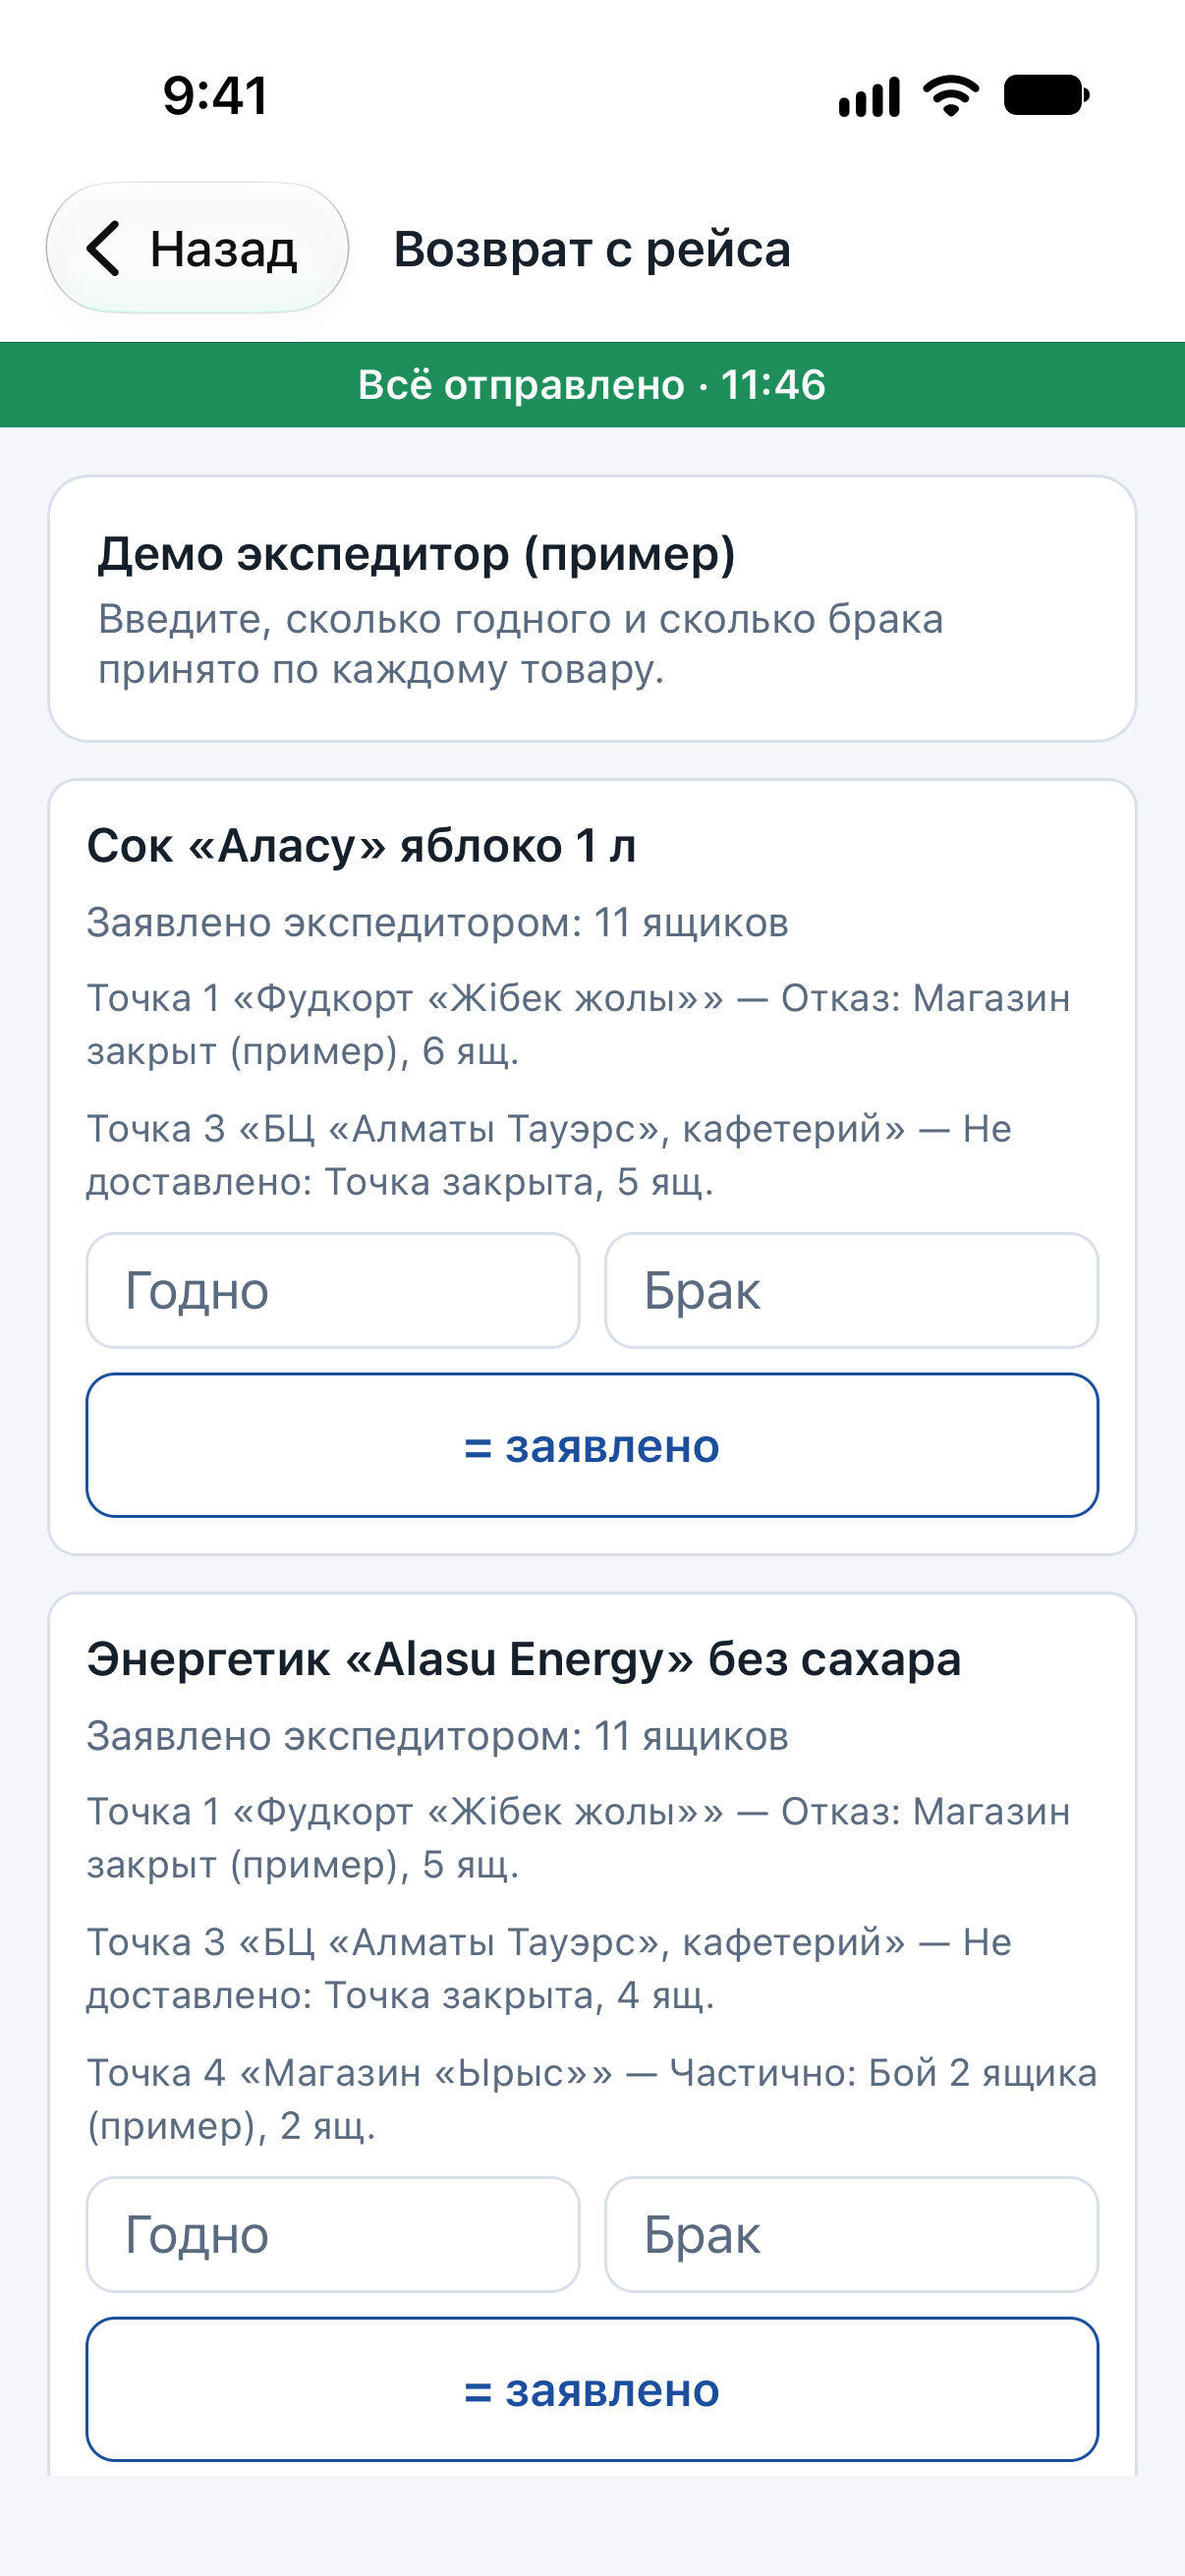 9:41
Назад
Возврат с рейса
Всё отправлено · 11:46
Демо экспедитор (пример)
Введите, сколько годного и сколько брака
принято по каждому товару.
Сок «Аласу» яблоко 1 л
Заявлено экспедитором: 11 ящиков
Точка 1 «Фудкорт «Жібек жолы»» — Отказ: Магазин
закрыт (пример), 6 ящ.
Точка 3 «БЦ «Алматы Тауэрс», кафетерий» — Не
доставлено: Точка закрыта, 5 ящ.
Годно
Брак
= заявлено
Энергетик «Alasu Energy» без сахара
Заявлено экспедитором: 11 ящиков
Точка 1 «Фудкорт «Жібек жолы»» — Отказ: Магазин
закрыт (пример), 5 ящ.
Точка 3 «БЦ «Алматы Тауэрс», кафетерий» — Не
доставлено: Точка закрыта, 4 ящ.
Точка 4 «Магазин «Ырыс»» — Частично: Бой 2 ящика
(пример), 2 ящ.
Годно
Брак
= заявлено